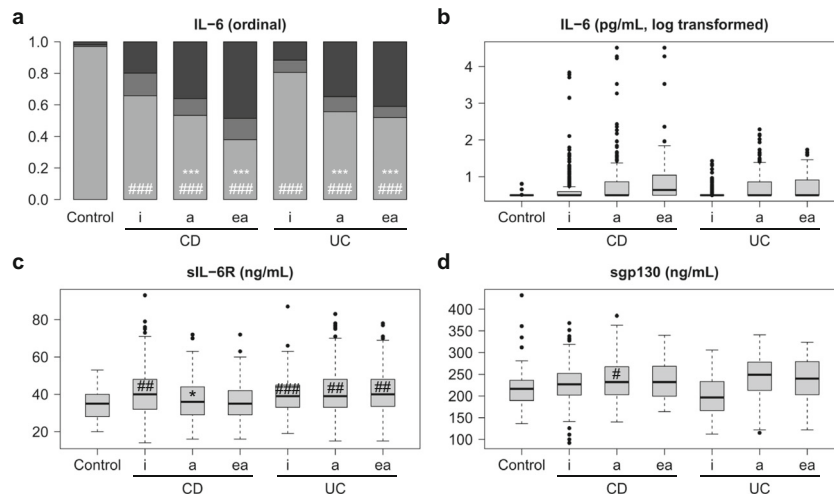 a
IL−6 (ordinal)
1.0
0.8
0.6
0.4
0.2
0.0
*** *** *** ***
### ### ### ### ### ###
Control i a ea i a ea
CD UC
b
IL−6 (pg/mL, log transformed)
4
3
2
1
Control i a ea i a ea
CD UC
c
sIL−6R (ng/mL)
80
60
40
20
## * ### ## ##
Control i a ea i a ea
CD UC
d
sgp130 (ng/mL)
400
350
300
250
200
150
100
#
Control i a ea i a ea
CD UC